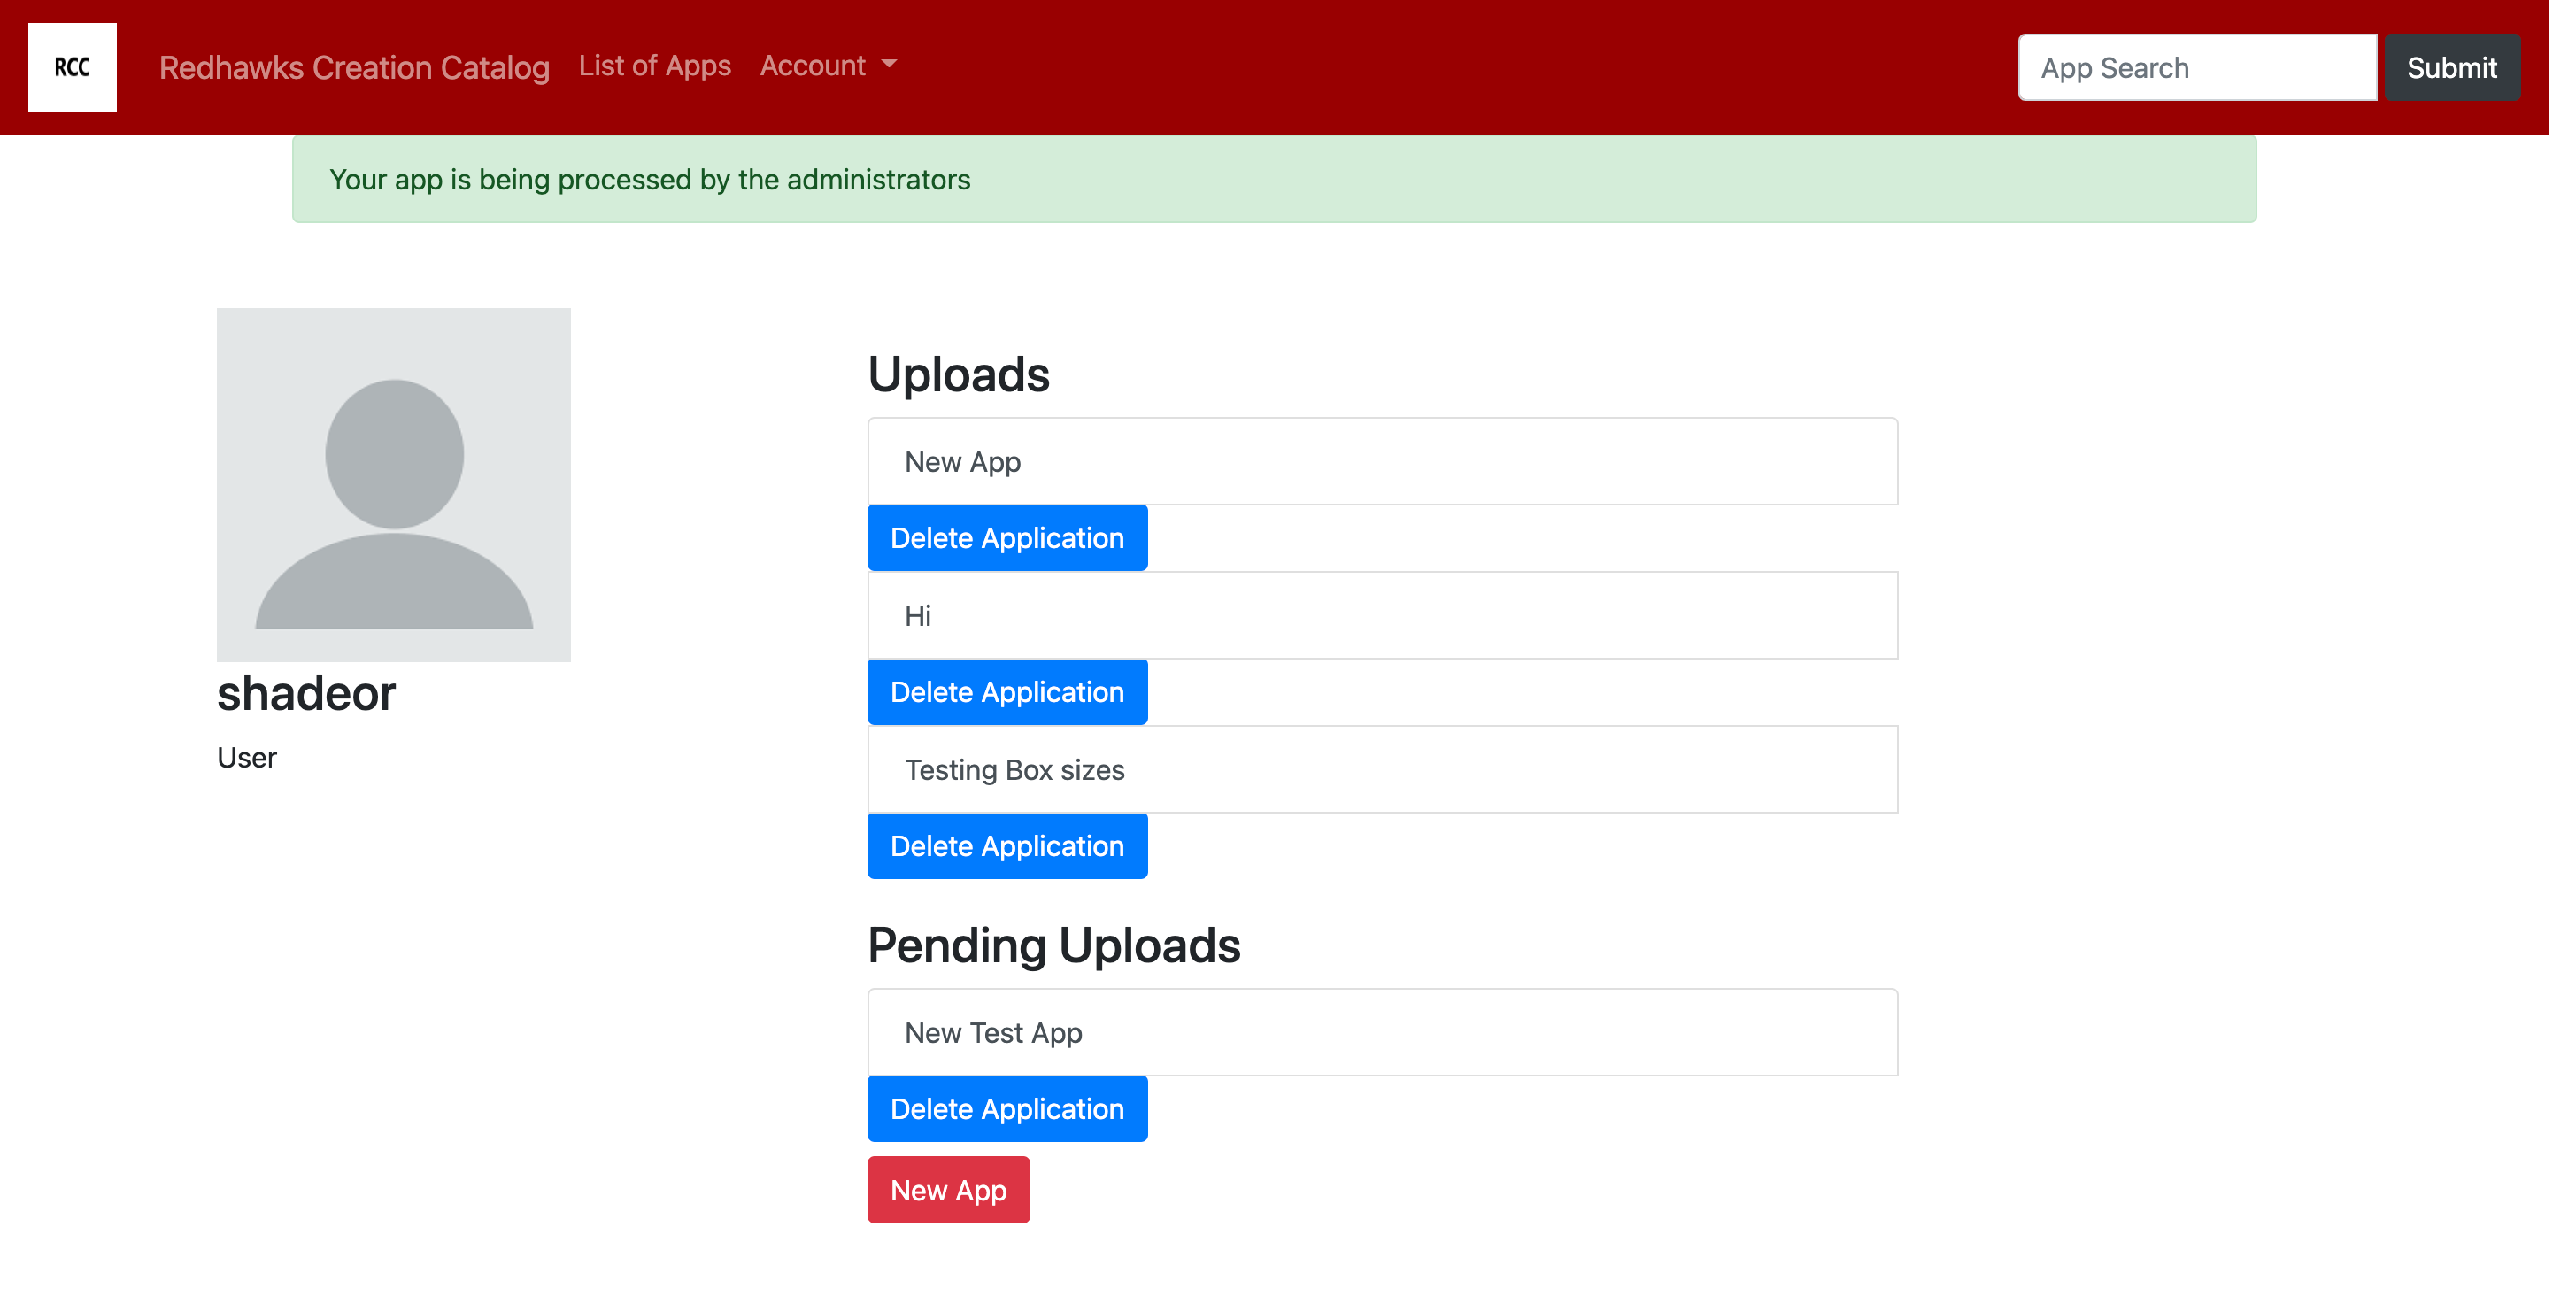 RCC
Redhawks Creation Catalog
List of Apps
Account
App Search
Submit
Your app is being processed by the administrators
shadeor
User
Uploads
New App
Delete Application
Hi
Delete Application
Testing Box sizes
Delete Application
Pending Uploads
New Test App
Delete Application
New App